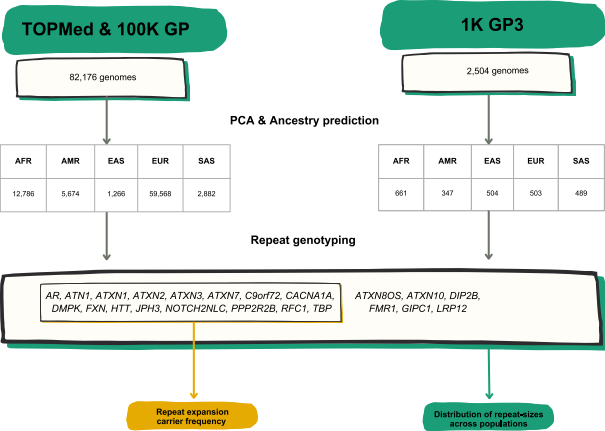 TOPMed & 100K GP
1K GP3
82,176 genomes
2,504 genomes
PCA & Ancestry prediction
AFR AMR EAS EUR SAS
12,786 5,674 1,266 59,568 2,882
AFR AMR EAS EUR SAS
661 347 504 503 489
Repeat genotyping
AR, ATN1, ATXN1, ATXN2, ATXN3, ATXN7, C9orf72, CACNA1A,
DMPK, FXN, HTT, JPH3, NOTCH2NLC, PPP2R2B, RFC1, TBP
ATXN8OS, ATXN10, DIP2B,
FMR1, GIPC1, LRP12
Repeat expansion
carrier frequency
Distribution of repeat-sizes
across populations